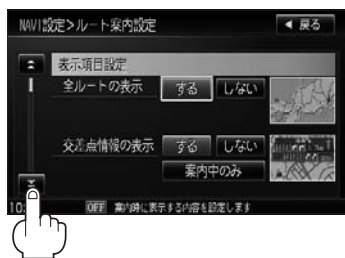 NAVI設定>ルート案内設定
戻る
表示項目設定
全ルートの表示 する しない
交差点情報の表示 する しない
案内中のみ
10: OFF 案内時に表示する内容を設定します